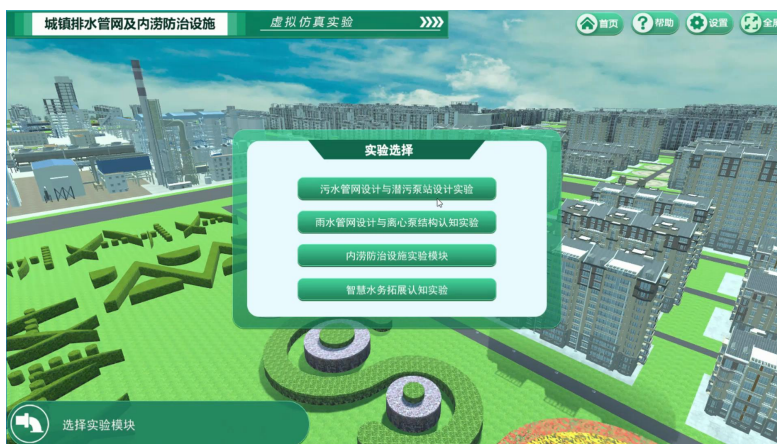 城镇排水管网及内涝防治设施
虚拟仿真实验
首页
帮助
设置
实验选择
污水管网设计与潜污泵站设计实验
雨水管网设计与离心泵结构认知实验
内涝防治设施实验模块
智慧水务拓展认知实验
选择实验模块